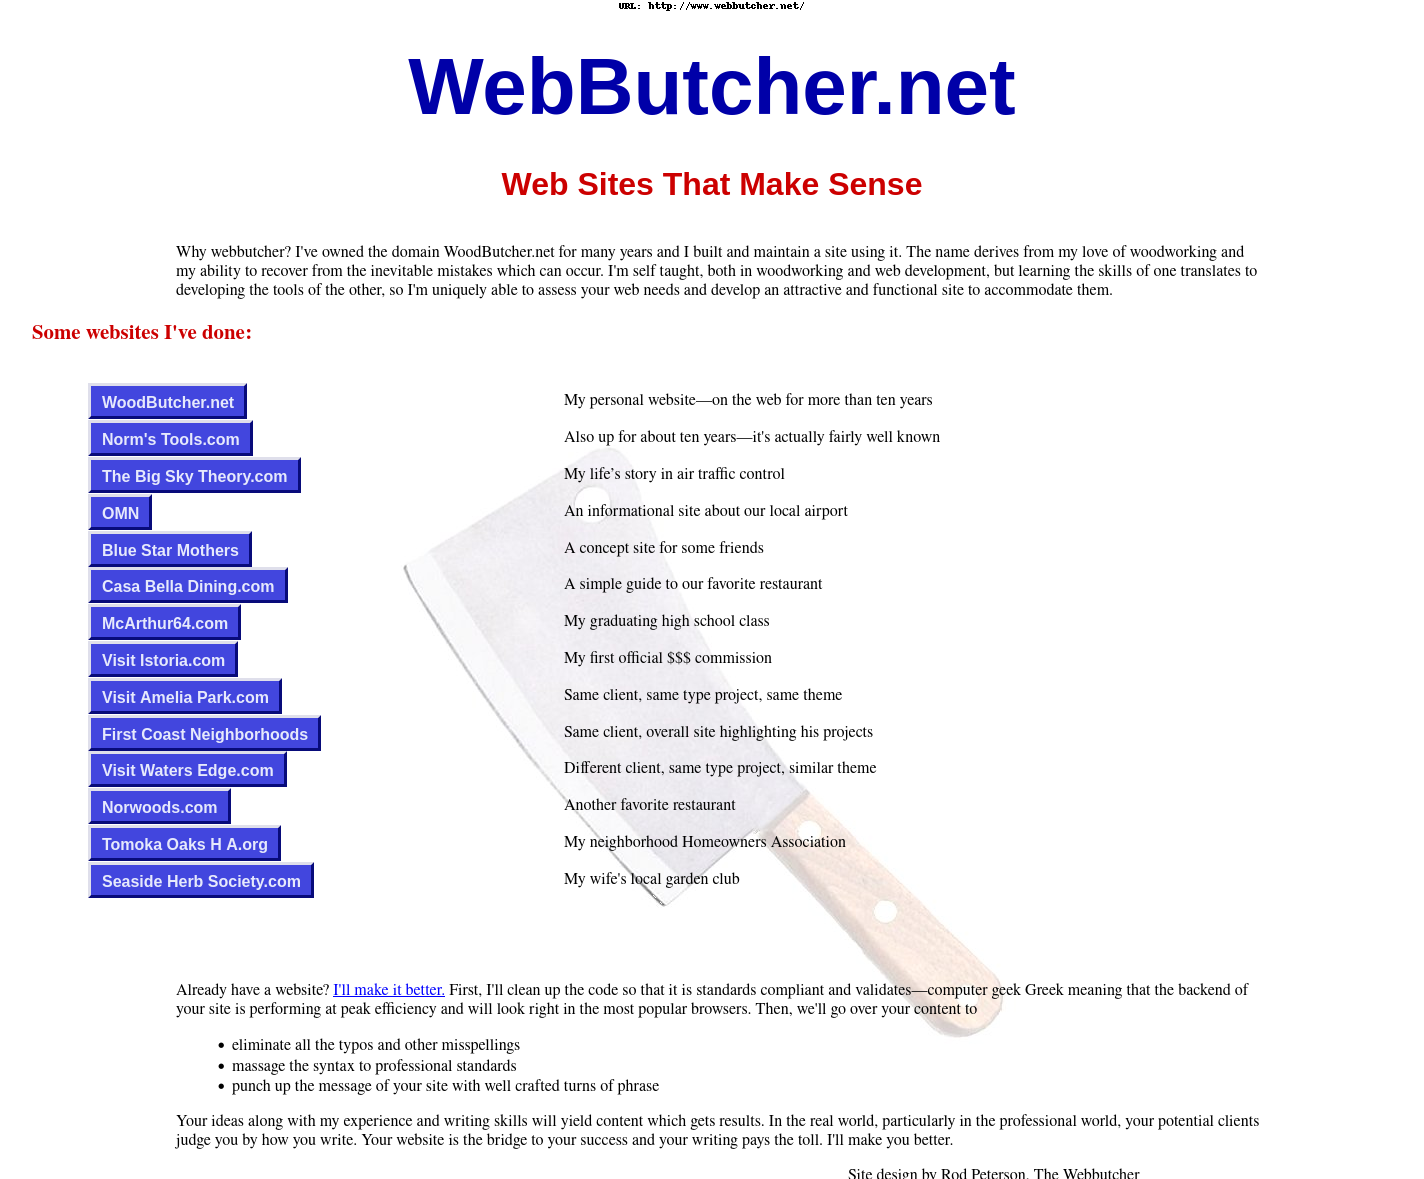 URL: http://www.webbutcher.net/
WebButcher.net
Web Sites That Make Sense
Why webbutcher? I've owned the domain WoodButcher.net for many years and I built and maintain a site using it. The name derives from my love of woodworking and
my ability to recover from the inevitable mistakes which can occur. I'm self taught, both in woodworking and web development, but learning the skills of one translates to
developing the tools of the other, so I'm uniquely able to assess your web needs and develop an attractive and functional site to accommodate them.
Some websites I've done:
WoodButcher.net My personal website—on the web for more than ten years
Norm's Tools.com Also up for about ten years—it's actually fairly well known
The Big Sky Theory.com My life’s story in air traffic control
OMN An informational site about our local airport
Blue Star Mothers A concept site for some friends
Casa Bella Dining.com A simple guide to our favorite restaurant
McArthur64.com My graduating high school class
Visit Istoria.com My first official $$$ commission
Visit Amelia Park.com Same client, same type project, same theme
First Coast Neighborhoods Same client, overall site highlighting his projects
Visit Waters Edge.com Different client, same type project, similar theme
Norwoods.com Another favorite restaurant
Tomoka Oaks H A.org My neighborhood Homeowners Association
Seaside Herb Society.com My wife's local garden club
Already have a website? I'll make it better. First, I'll clean up the code so that it is standards compliant and validates—computer geek Greek meaning that the backend of
your site is performing at peak efficiency and will look right in the most popular browsers. Then, we'll go over your content to
• eliminate all the typos and other misspellings
• massage the syntax to professional standards
• punch up the message of your site with well crafted turns of phrase
Your ideas along with my experience and writing skills will yield content which gets results. In the real world, particularly in the professional world, your potential clients
judge you by how you write. Your website is the bridge to your success and your writing pays the toll. I'll make you better.
Site design by Rod Peterson, The Webbutcher